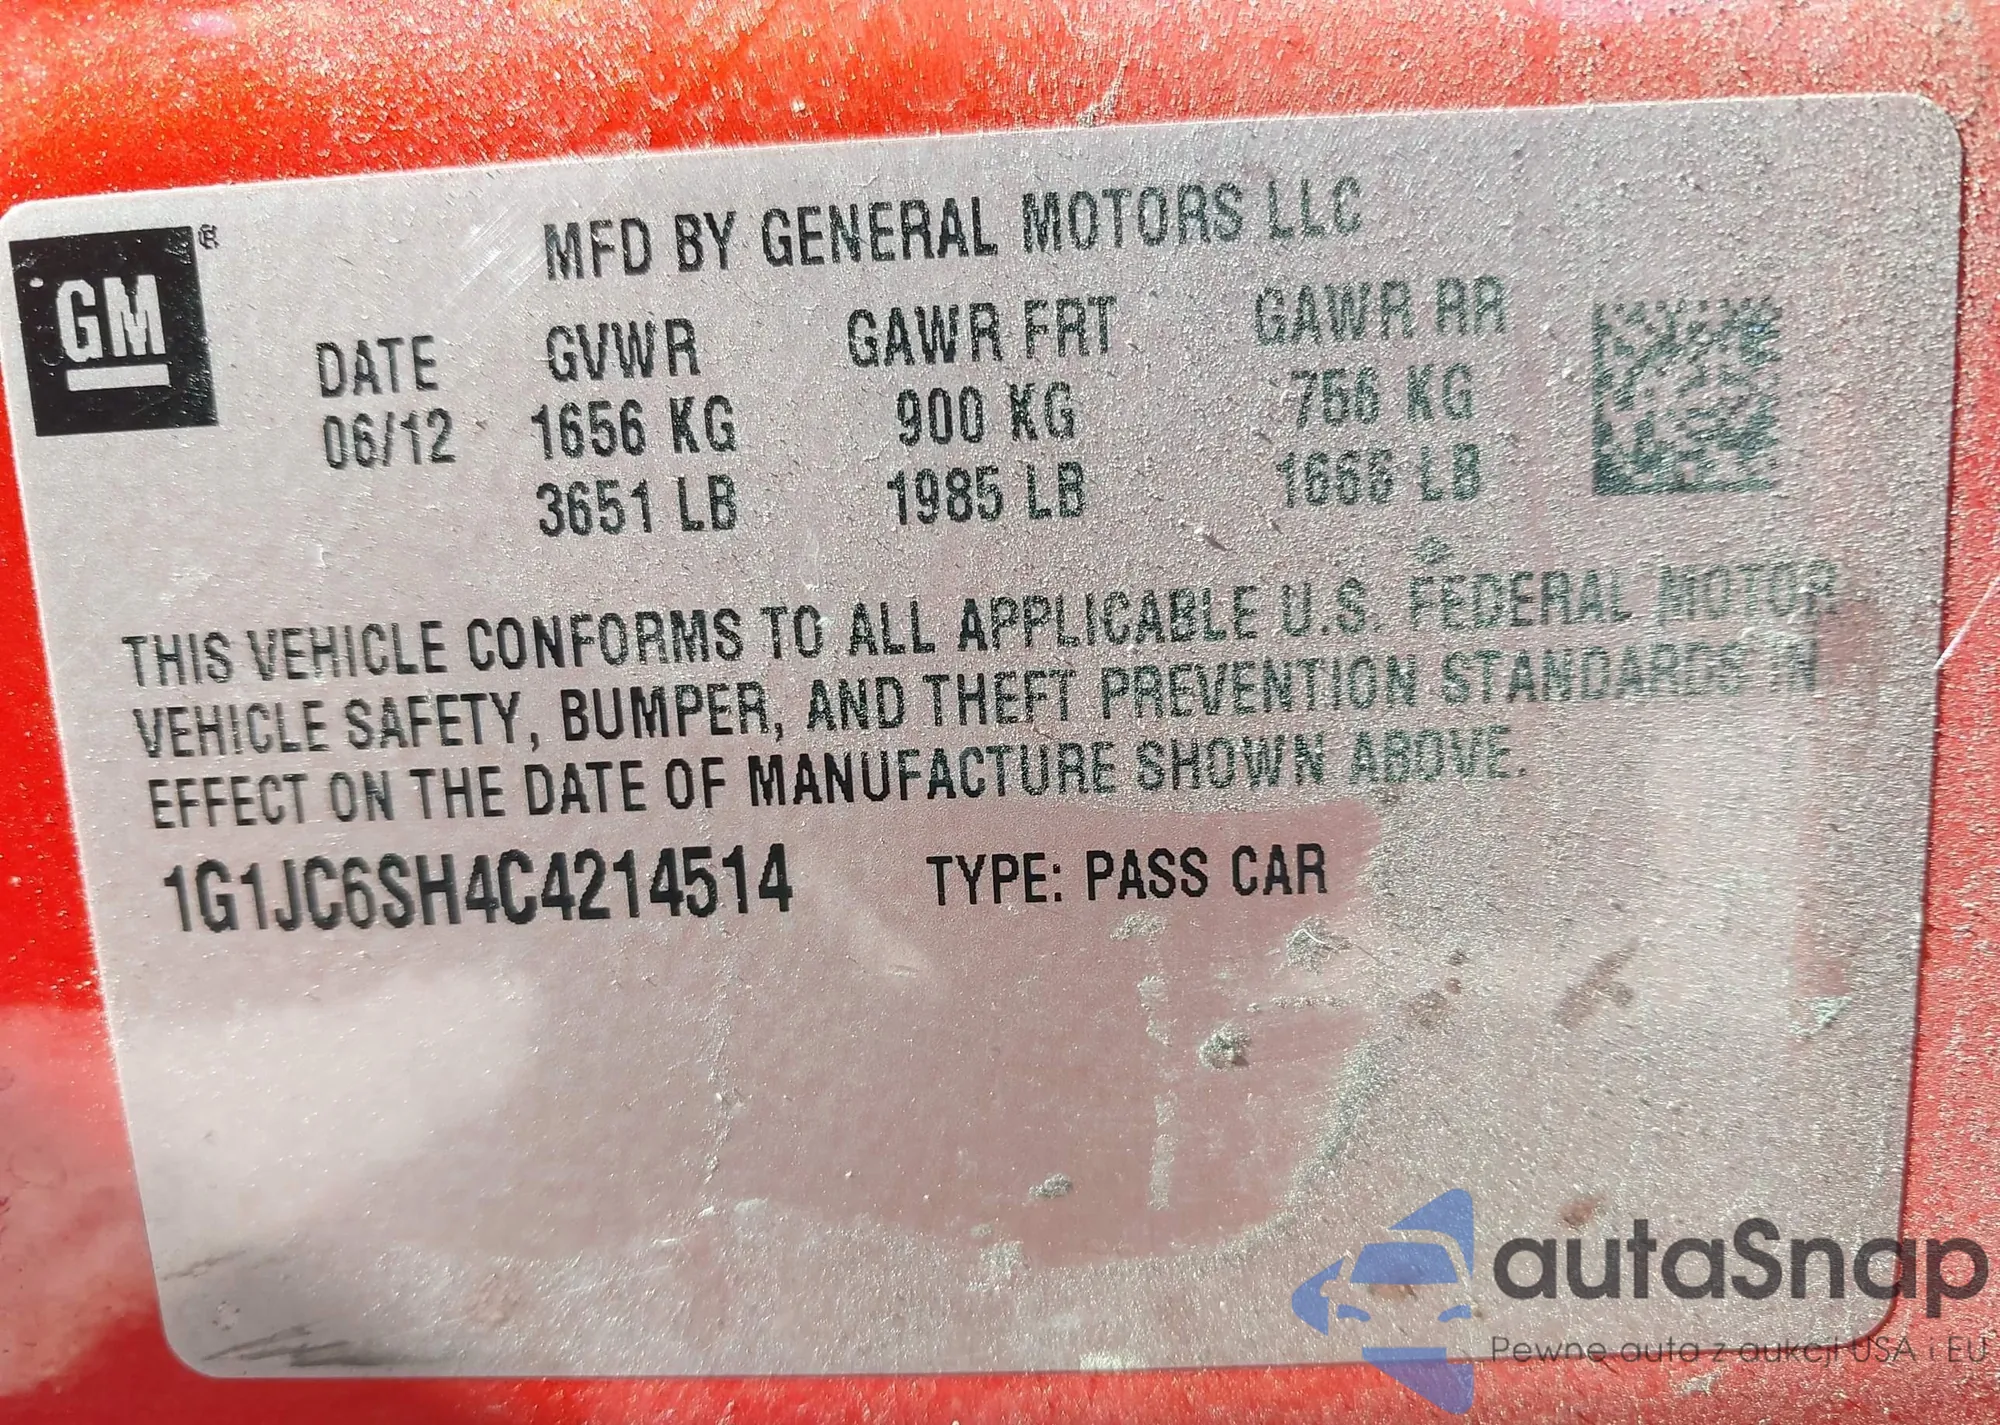 GM®
MFD BY GENERAL MOTORS LLC
DATE GVWR GAWR FRT GAWR RR
06/12 1656 KG 900 KG 756 KG
3651 LB 1985 LB 1668 LB
THIS VEHICLE CONFORMS TO ALL APPLICABLE U.S. FEDERAL MOTOR
VEHICLE SAFETY, BUMPER, AND THEFT PREVENTION STANDARDS IN
EFFECT ON THE DATE OF MANUFACTURE SHOWN ABOVE.
1G1JC6SH4C4214514 TYPE: PASS CAR
autaSnap
Pewne auta z aukcji USA i EU